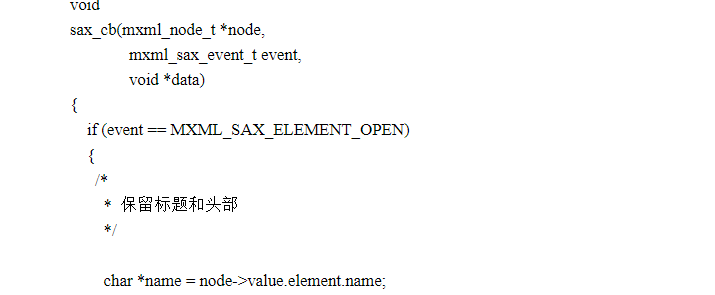 void
sax_cb(mxml_node_t *node,
mxml_sax_event_t event,
void *data)
{
if (event == MXML_SAX_ELEMENT_OPEN)
{
/*
* 保留标题和头部
*/
char *name = node->value.element.name;